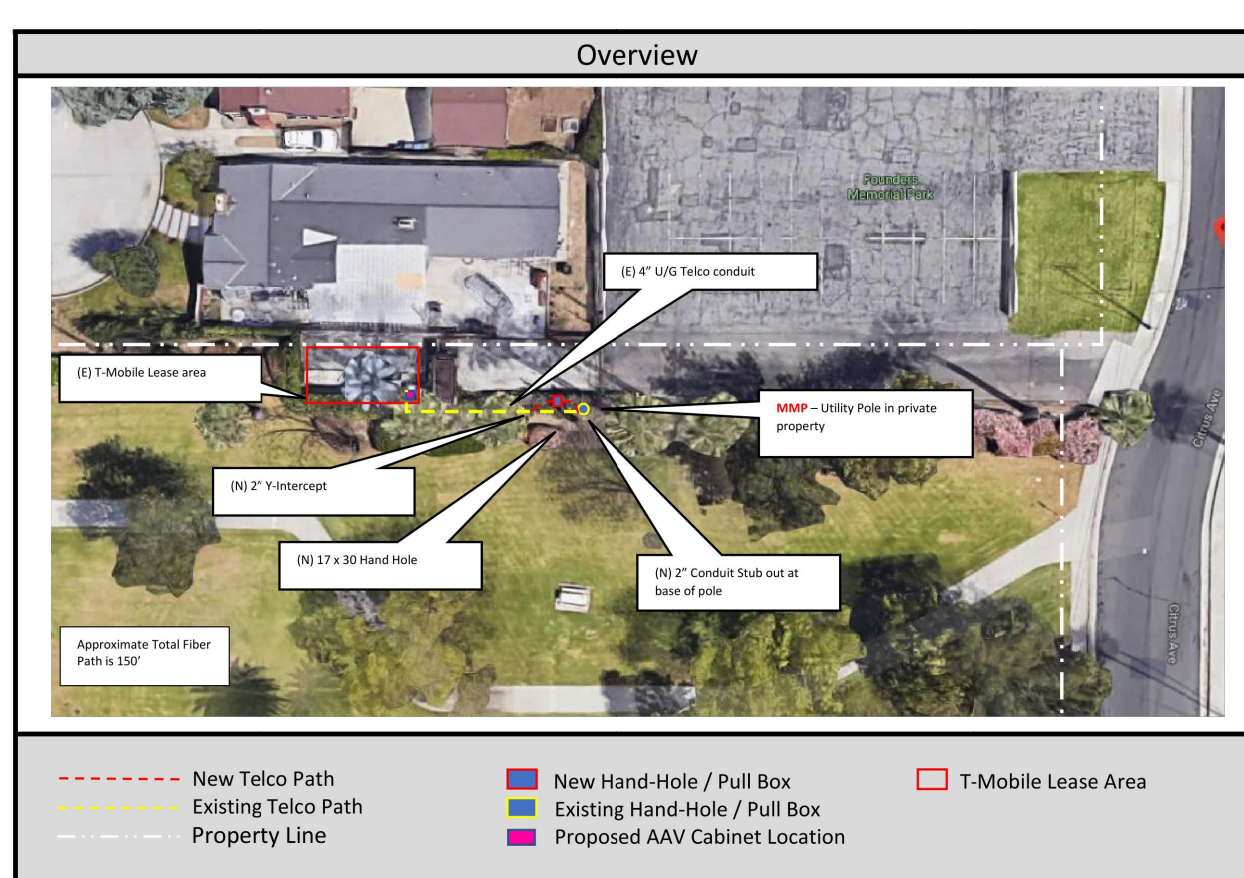 Overview
Founders
Memorial Park
(E) 4” U/G Telco conduit
(E) T-Mobile Lease area
MMP – Utility Pole in private
property
Citrus Ave
(N) 2” Y-Intercept
(N) 17 x 30 Hand Hole
(N) 2” Conduit Stub out at
base of pole
Citrus Ave
Approximate Total Fiber
Path is 150’
New Telco Path
Existing Telco Path
Property Line
New Hand-Hole / Pull Box
Existing Hand-Hole / Pull Box
Proposed AAV Cabinet Location
T-Mobile Lease Area